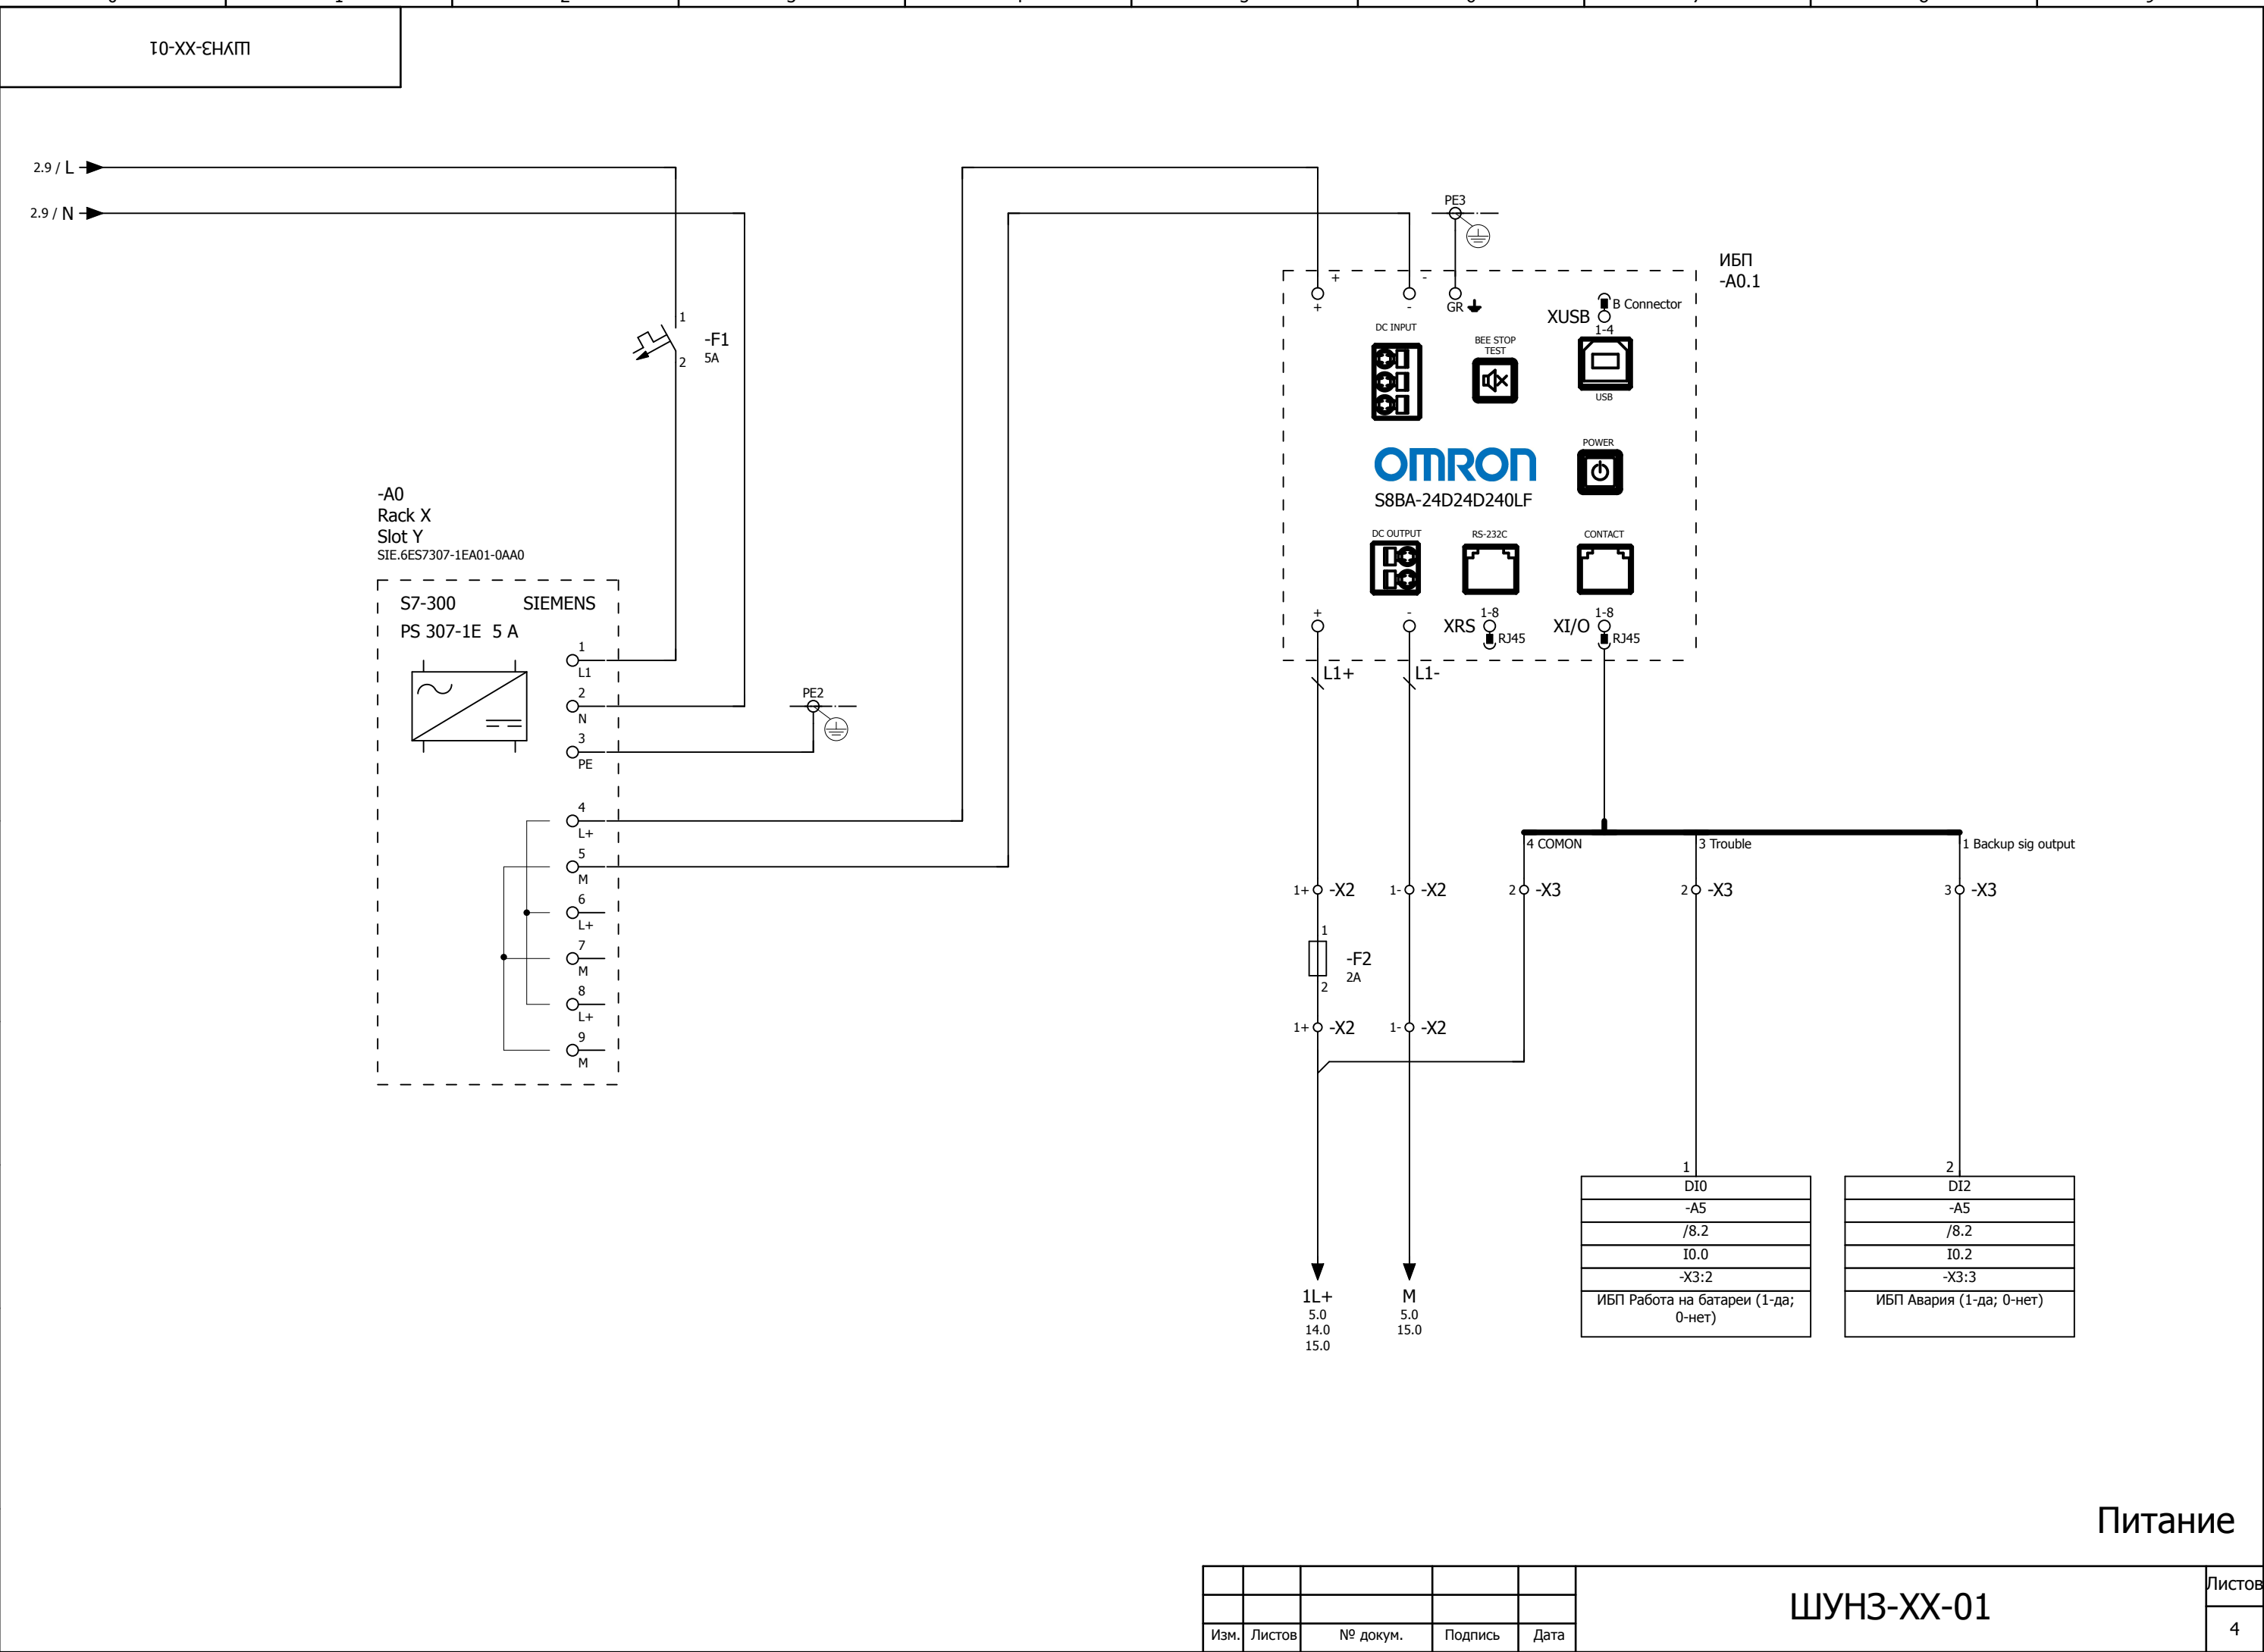 ШУНЗ-XX-01
2.9 / L
2.9 / N
1
-F1
5A
2
-A0
Rack X
Slot Y
SIE.6ES7307-1EA01-0AA0
S7-300 SIEMENS
PS 307-1E 5 A
1
L1
2
N
3
PE
4
L+
5
M
6
L+
7
M
8
L+
9
M
PE2
PE3
ИБП
-A0.1
+ -
+ - GR
B Connector
XUSB
1-4
DC INPUT
BEE STOP
TEST
USB
OMRON
POWER
S8BA-24D24D240LF
DC OUTPUT RS-232C CONTACT
+ - XRS 1-8 XI/O 1-8
RJ45 RJ45
L1+ L1-
4 COMON 3 Trouble 1 Backup sig output
1+ -X2 1- -X2 2 -X3 2 -X3 3 -X3
1
-F2
2A
2
1+ -X2 1- -X2
1L+
5.0
14.0
15.0
M
5.0
15.0
1
DI0
-A5
/8.2
I0.0
-X3:2
ИБП Работа на батареи (1-да;
0-нет)
2
DI2
-A5
/8.2
I0.2
-X3:3
ИБП Авария (1-да; 0-нет)
Питание
ШУНЗ-XX-01
Листов
4
Изм. Листов № докум. Подпись Дата